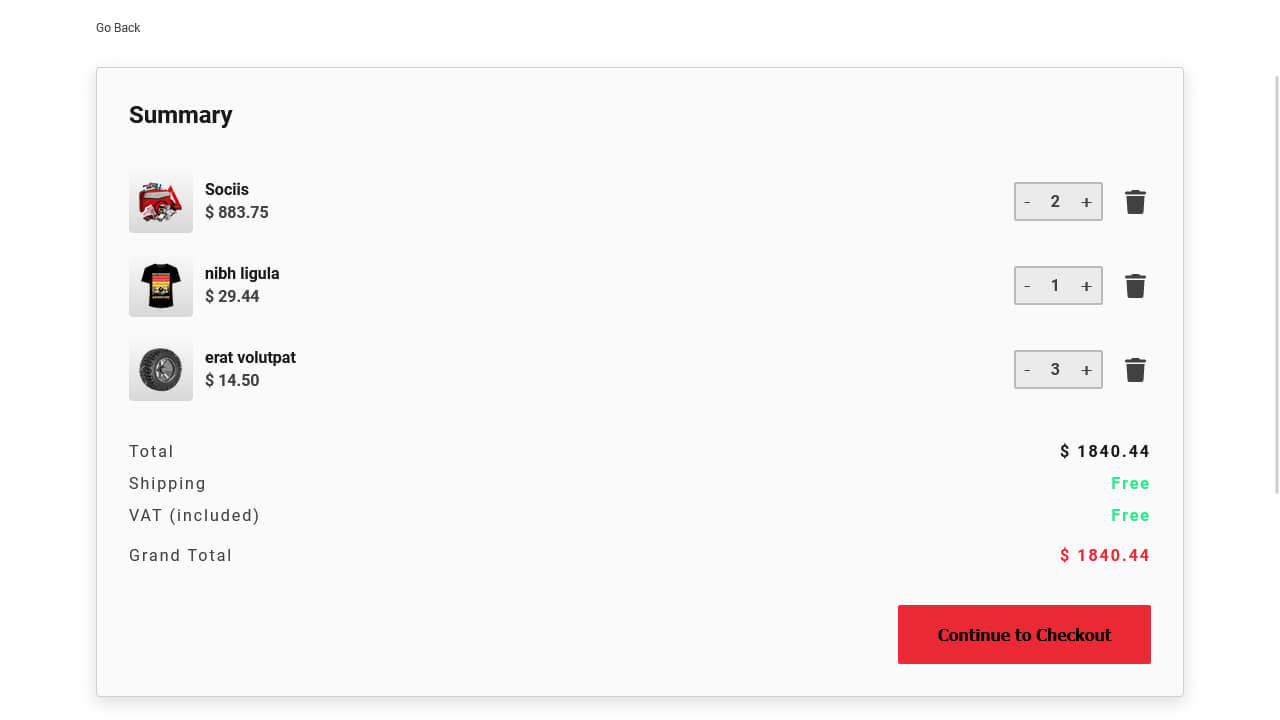 Go Back
Summary
Sociis
$ 883.75
- 2 +
nibh ligula
$ 29.44
- 1 +
erat volutpat
$ 14.50
- 3 +
Total $ 1840.44
Shipping Free
VAT (included) Free
Grand Total $ 1840.44
Continue to Checkout